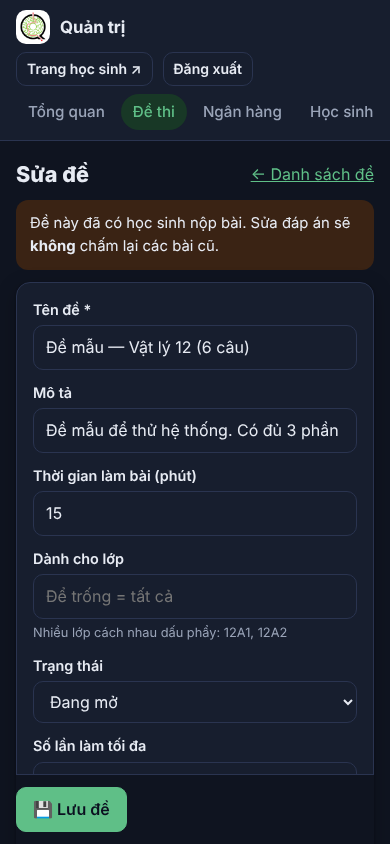 Quản trị
Trang học sinh ↗
Đăng xuất
Tổng quan
Đề thi
Ngân hàng
Học sinh
Sửa đề
← Danh sách đề
Đề này đã có học sinh nộp bài. Sửa đáp án sẽ
không chấm lại các bài cũ.
Tên đề *
Đề mẫu — Vật lý 12 (6 câu)
Mô tả
Đề mẫu để thử hệ thống. Có đủ 3 phần
Thời gian làm bài (phút)
15
Dành cho lớp
Để trống = tất cả
Nhiều lớp cách nhau dấu phẩy: 12A1, 12A2
Trạng thái
Đang mở
Số lần làm tối đa
💾 Lưu đề